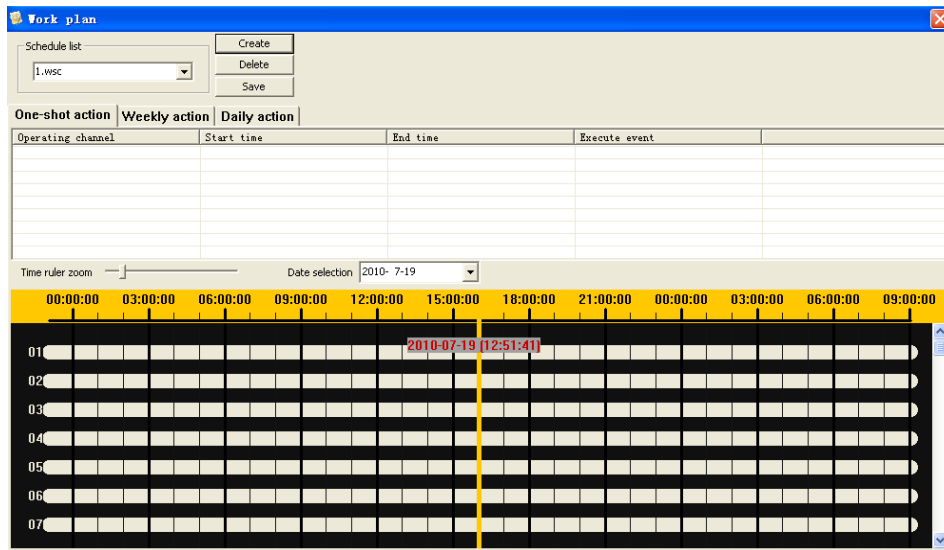 Work plan
Schedule list
1.wsc
Create
Delete
Save
One-shot action Weekly action Daily action
Operating channel Start time End time Execute event
Time ruler zoom Date selection 2010- 7-19
00:00:00 03:00:00 06:00:00 09:00:00 12:00:00 15:00:00 18:00:00 21:00:00 00:00:00 03:00:00 06:00:00 09:00:00
2010-07-19 [12:51:41]
01
02
03
04
05
06
07